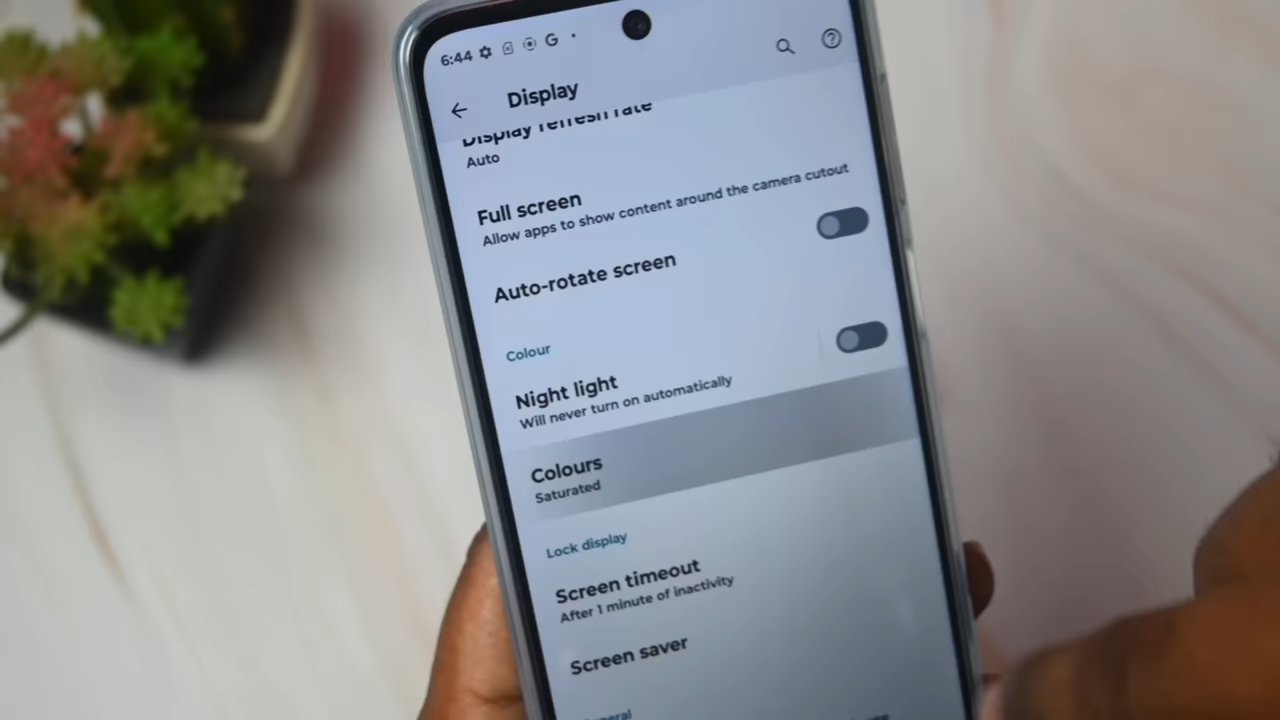 6:44
Display
Display refresh rate
Auto
Full screen
Allow apps to show content around the camera cutout
Auto-rotate screen
Colour
Night light
Will never turn on automatically
Colours
Saturated
Lock display
Screen timeout
After 1 minute of inactivity
Screen saver